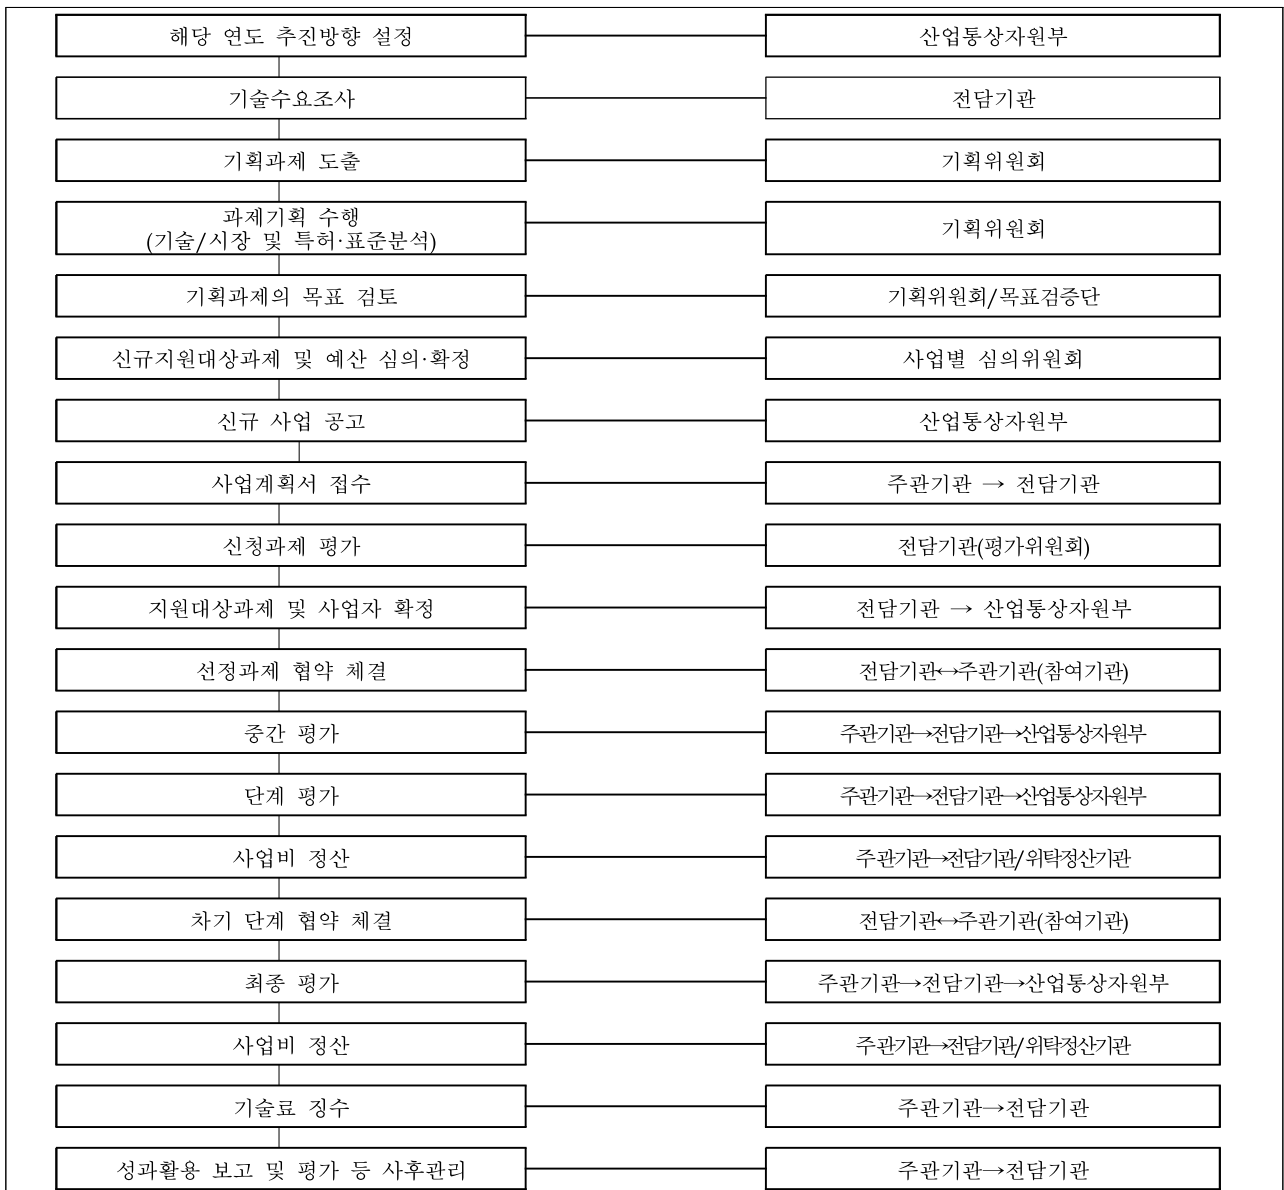 해당 연도 추진방향 설정
산업통상자원부
기술수요조사
전담기관
기획과제 도출
기획위원회
과제기획 수행
(기술/시장 및 특허·표준분석)
기획위원회
기획과제의 목표 검토
기획위원회/목표검증단
신규지원대상과제 및 예산 심의·확정
사업별 심의위원회
신규 사업 공고
산업통상자원부
사업계획서 접수
주관기관 → 전담기관
신청과제 평가
전담기관(평가위원회)
지원대상과제 및 사업자 확정
전담기관 → 산업통상자원부
선정과제 협약 체결
전담기관↔주관기관(참여기관)
중간 평가
주관기관→전담기관→산업통상자원부
단계 평가
주관기관→전담기관→산업통상자원부
사업비 정산
주관기관→전담기관/위탁정산기관
차기 단계 협약 체결
전담기관↔주관기관(참여기관)
최종 평가
주관기관→전담기관→산업통상자원부
사업비 정산
주관기관→전담기관/위탁정산기관
기술료 징수
주관기관→전담기관
성과활용 보고 및 평가 등 사후관리
주관기관→전담기관